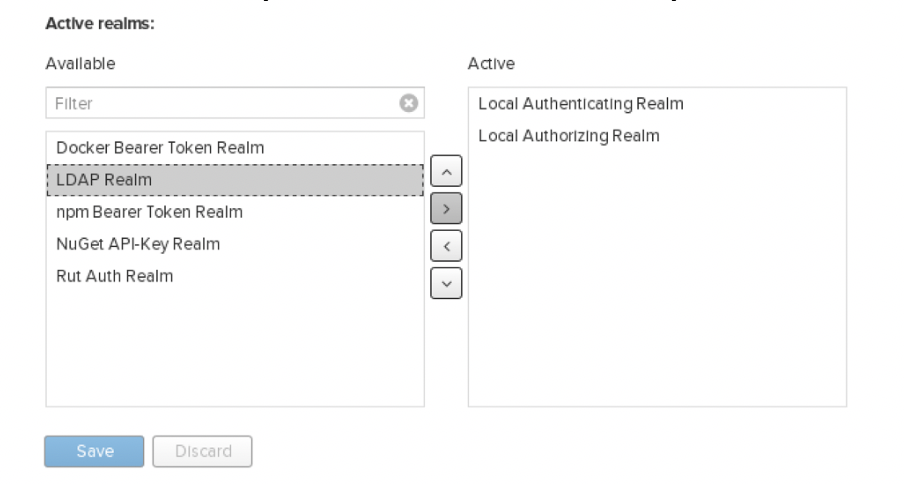 Active realms:
Available
Filter
Docker Bearer Token Realm
LDAP Realm
npm Bearer Token Realm
NuGet API-Key Realm
Rut Auth Realm
Active
Local Authenticating Realm
Local Authorizing Realm
Save
Discard